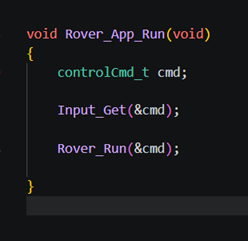 void Rover_App_Run(void)
{
    controlCmd_t cmd;
    Input_Get(&cmd);
    Rover_Run(&cmd);
}